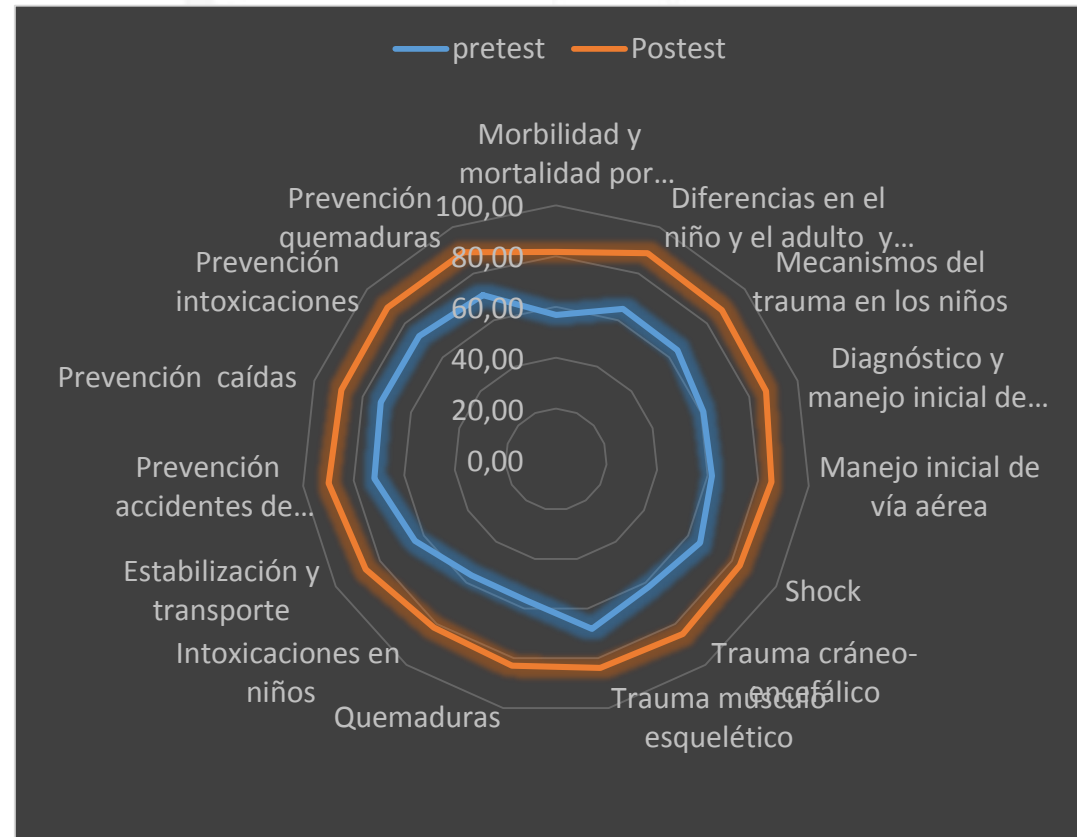 pretest
Postest
Morbilidad y
mortalidad por...
Diferencias en el
niño y el adulto y...
Mecanismos del
trauma en los niños
Diagnóstico y
manejo inicial de...
Manejo inicial de
vía aérea
Shock
Trauma cráneo-
encefálico
Trauma músculo
esquelético
Quemaduras
Intoxicaciones en
niños
Estabilización y
transporte
Prevención
accidentes de...
Prevención caídas
Prevención
intoxicaciones
Prevención
quemaduras
100,00
80,00
60,00
40,00
20,00
0,00